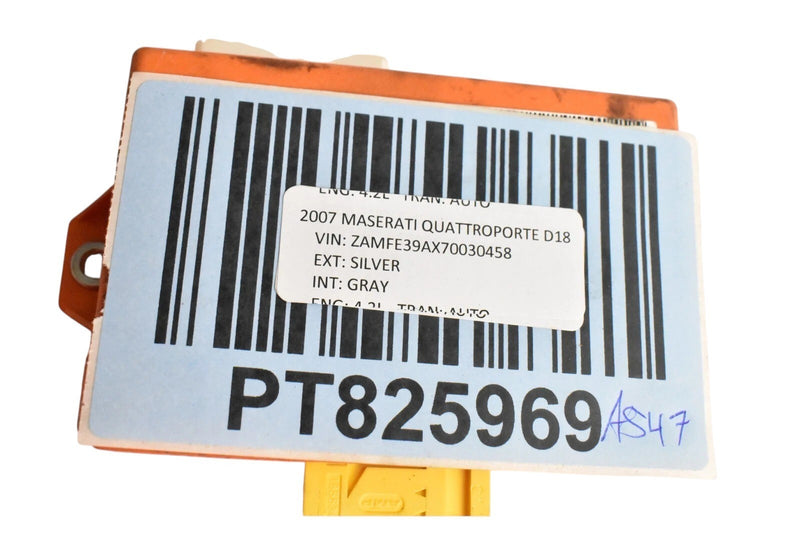 ENG: 4.2L TRAN: AUTO
2007 MASERATI QUATTROPORTE D18
VIN: ZAMFE39AX70030458
EXT: SILVER
INT: GRAY
ENG: 4.2L TRAN: AUTO
PT825969
AS47
AMP